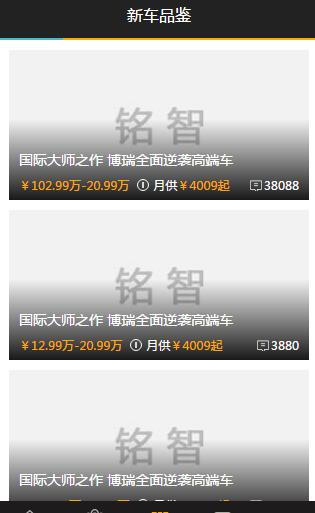 新车品鉴
铭智
国际大师之作 博瑞全面逆袭高端车
￥102.99万-20.99万 月供￥4009起 38088
铭智
国际大师之作 博瑞全面逆袭高端车
￥12.99万-20.99万 月供￥4009起 3880
铭智
国际大师之作 博瑞全面逆袭高端车